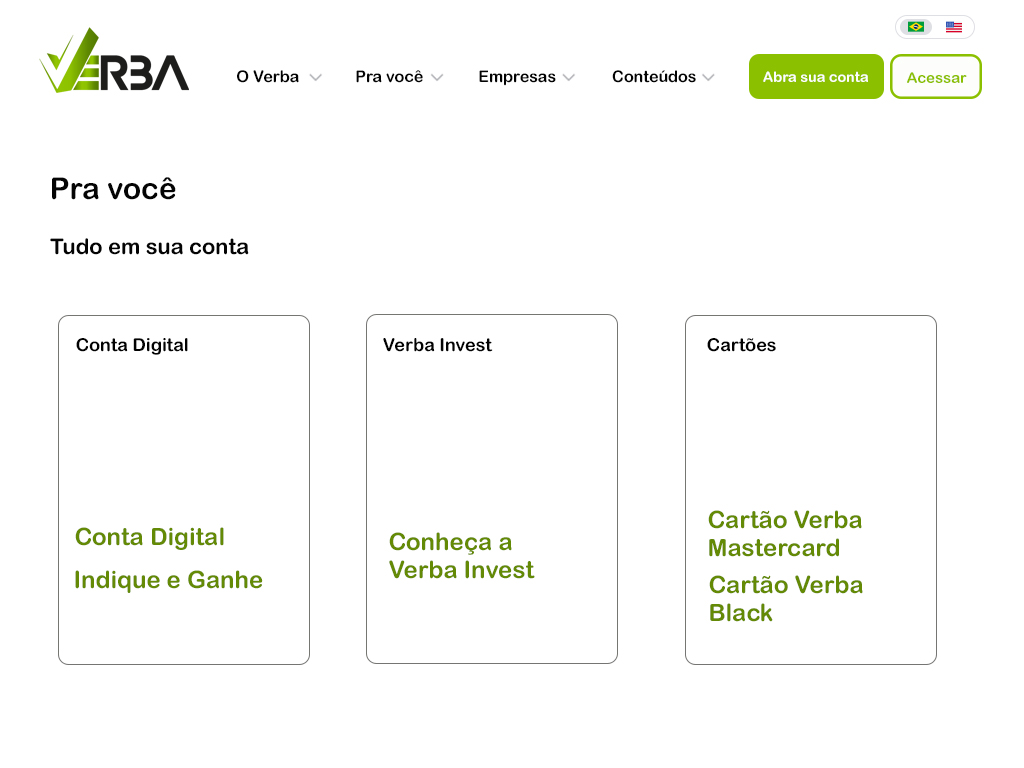 VERBA
O Verba
Pra você
Empresas
Conteúdos
Abra sua conta
Acessar
Pra você
Tudo em sua conta
Conta Digital
Conta Digital
Indique e Ganhe
Verba Invest
Conheça a
Verba Invest
Cartões
Cartão Verba
Mastercard
Cartão Verba
Black